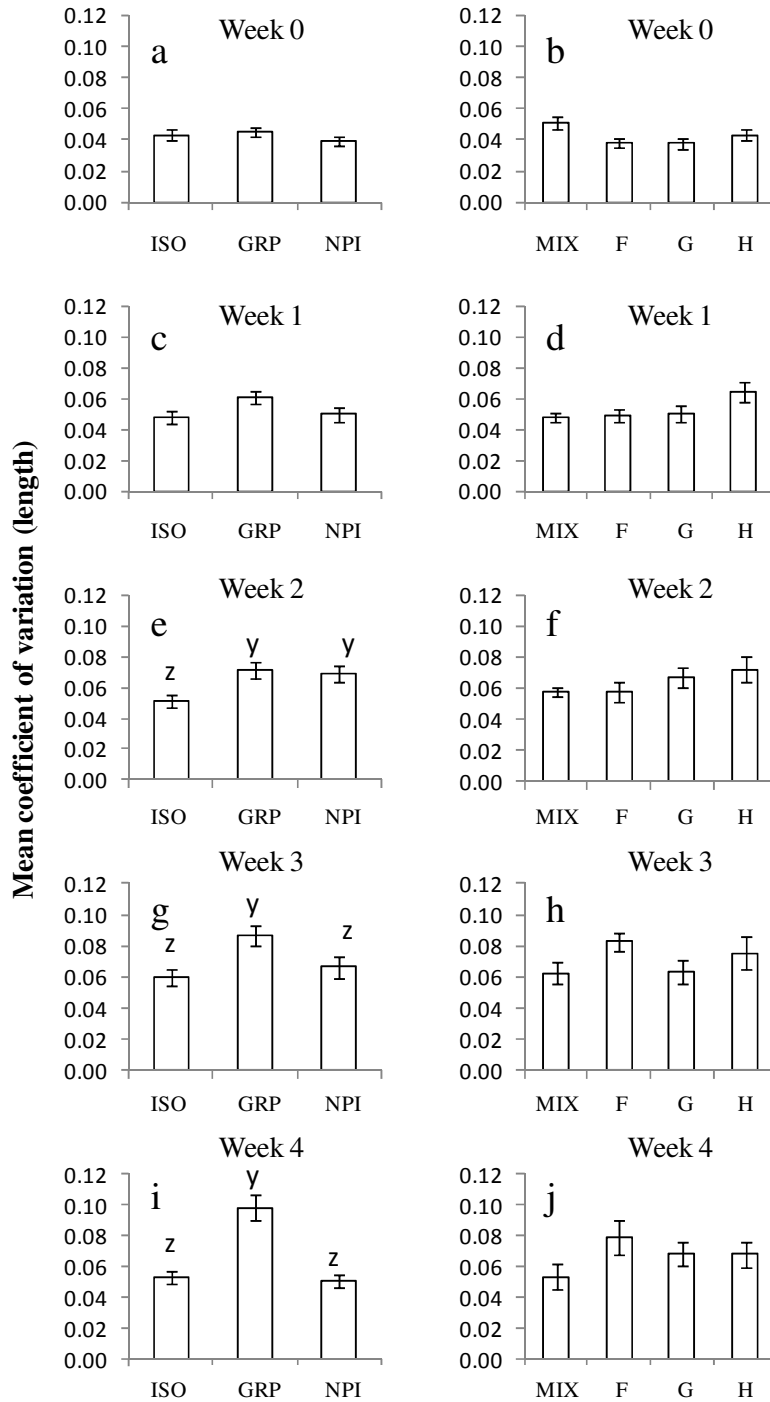 Mean coefficient of variation (length)
a
Week 0
0.12
0.10
0.08
0.06
0.04
0.02
0.00
ISO GRP NPI
b
Week 0
0.12
0.10
0.08
0.06
0.04
0.02
0.00
MIX F G H
c
Week 1
0.12
0.10
0.08
0.06
0.04
0.02
0.00
ISO GRP NPI
d
Week 1
0.12
0.10
0.08
0.06
0.04
0.02
0.00
MIX F G H
e
Week 2
0.12
0.10
0.08
0.06
0.04
0.02
0.00
z y y
ISO GRP NPI
f
Week 2
0.12
0.10
0.08
0.06
0.04
0.02
0.00
MIX F G H
g
Week 3
0.12
0.10
0.08
0.06
0.04
0.02
0.00
z y z
ISO GRP NPI
h
Week 3
0.12
0.10
0.08
0.06
0.04
0.02
0.00
MIX F G H
i
Week 4
0.12
0.10
0.08
0.06
0.04
0.02
0.00
z y z
ISO GRP NPI
j
Week 4
0.12
0.10
0.08
0.06
0.04
0.02
0.00
MIX F G H